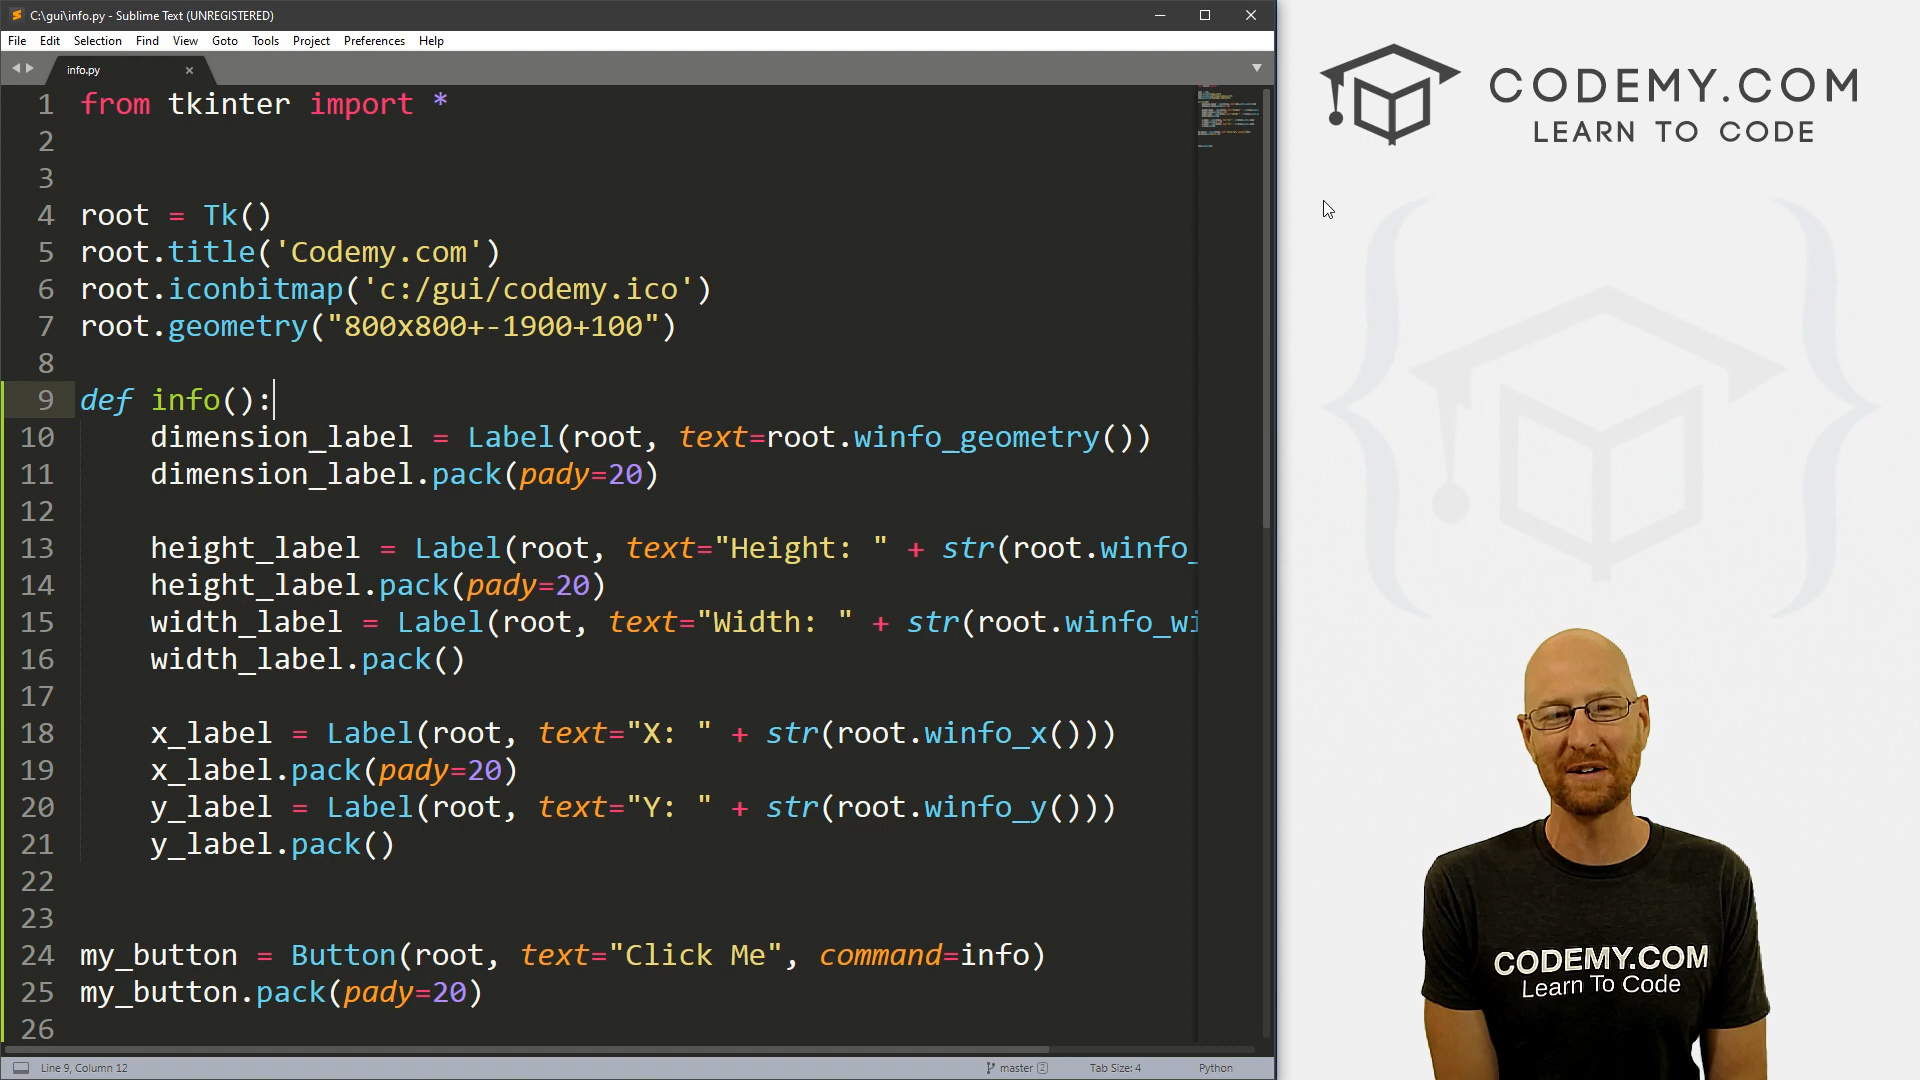 C:\gui\info.py - Sublime Text (UNREGISTERED)
File Edit Selection Find View Goto Tools Project Preferences Help
info.py
1 from tkinter import *
2
3
4 root = Tk()
5 root.title('Codemy.com')
6 root.iconbitmap('c:/gui/codemy.ico')
7 root.geometry("800x800+-1900+100")
8
9 def info():
10 dimension_label = Label(root, text=root.winfo_geometry())
11 dimension_label.pack(pady=20)
12
13 height_label = Label(root, text="Height: " + str(root.winfo_
14 height_label.pack(pady=20)
15 width_label = Label(root, text="Width: " + str(root.winfo_wi
16 width_label.pack()
17
18 x_label = Label(root, text="X: " + str(root.winfo_x()))
19 x_label.pack(pady=20)
20 y_label = Label(root, text="Y: " + str(root.winfo_y()))
21 y_label.pack()
22
23
24 my_button = Button(root, text="Click Me", command=info)
25 my_button.pack(pady=20)
26
Line 9, Column 12
master 2
Tab Size: 4
Python
CODEMY.COM
LEARN TO CODE
CODEMY.COM
Learn To Code